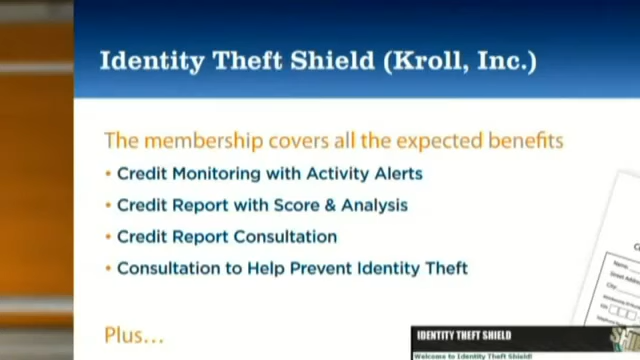 Identity Theft Shield (Kroll, Inc.)
The membership covers all the expected benefits
• Credit Monitoring with Activity Alerts
• Credit Report with Score & Analysis
• Credit Report Consultation
• Consultation to Help Prevent Identity Theft
Plus...
IDENTITY THEFT SHIELD
Welcome to Identity Theft Shield!